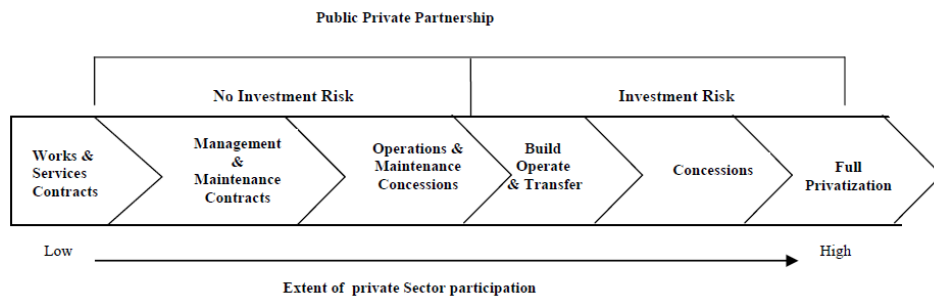 Public Private Partnership
No Investment Risk
Investment Risk
Works &
Services
Contracts
Management
&
Maintenance
Contracts
Operations &
Maintenance
Concessions
Build
Operate
& Transfer
Concessions
Full
Privatization
Low
High
Extent of private Sector participation